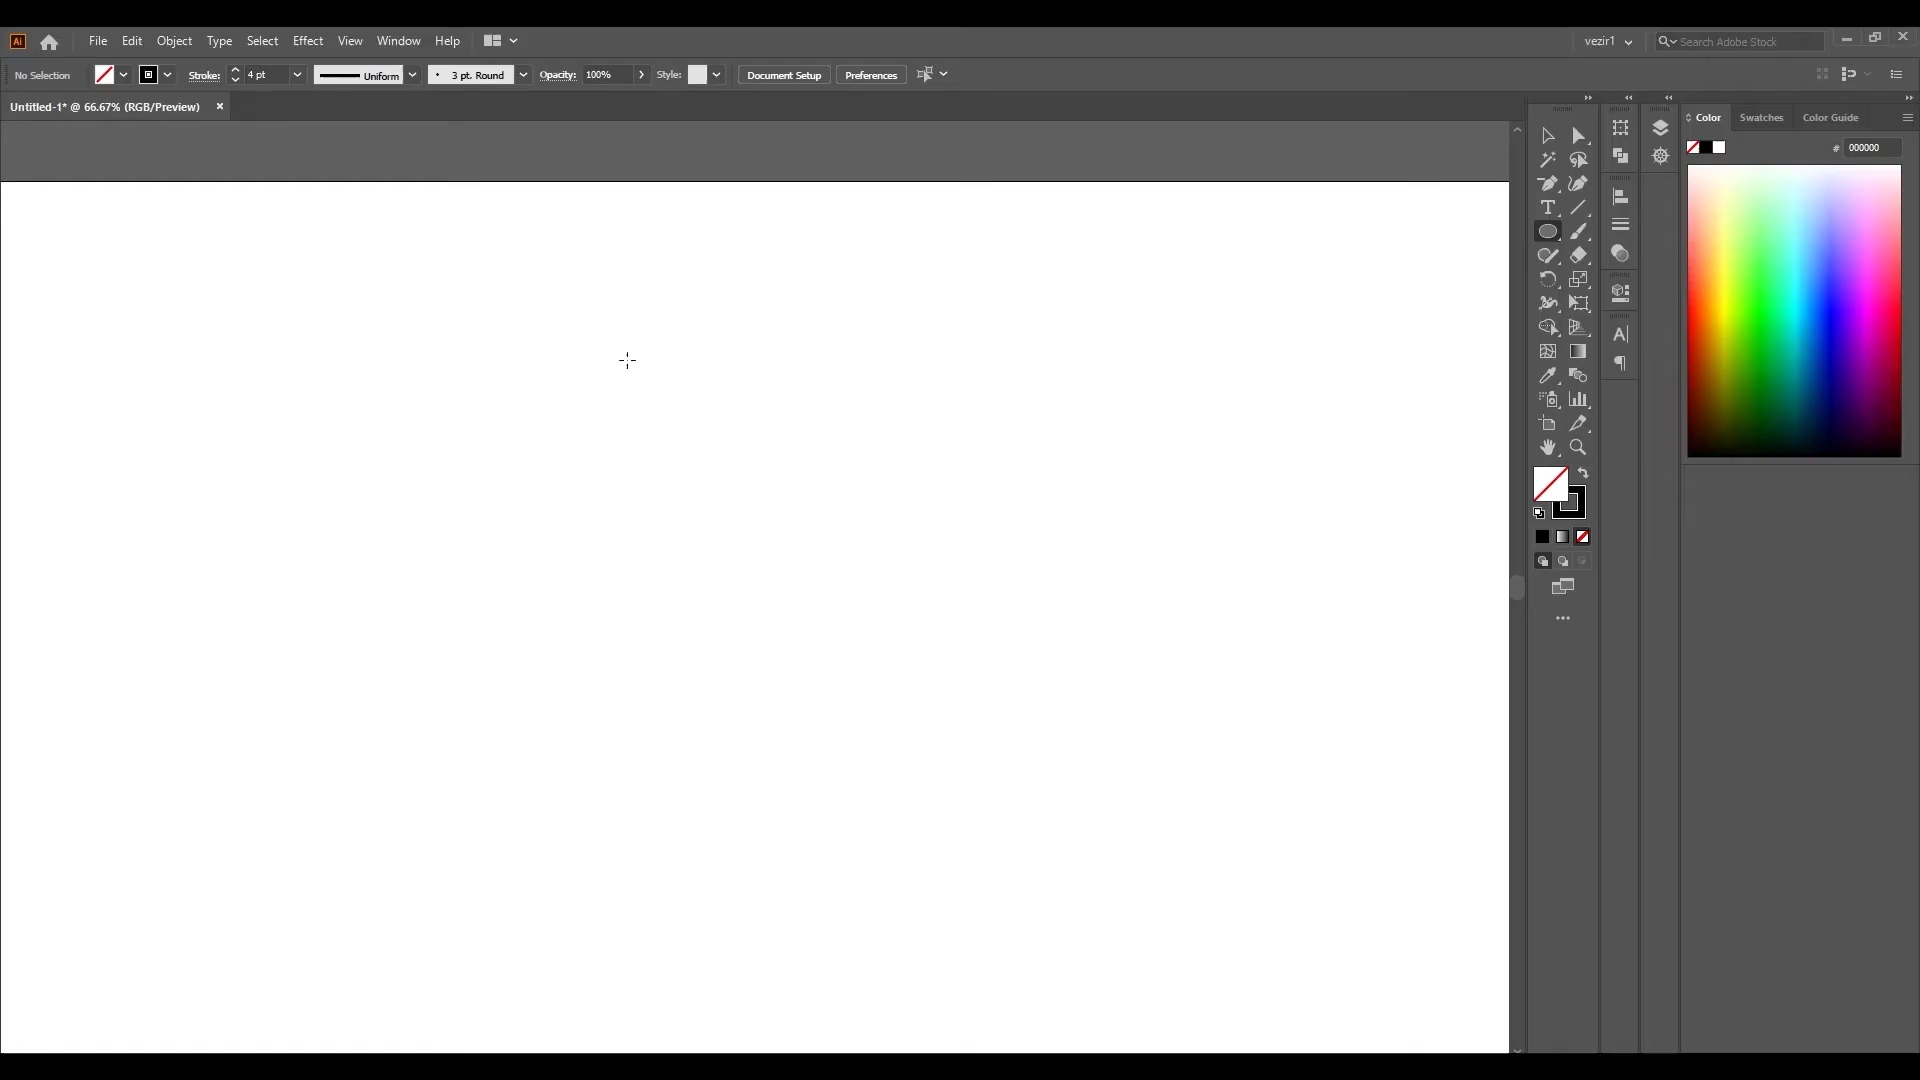 Ai File Edit Object Type Select Effect View Window Help vezir1 Search Adobe Stock
No Selection Stroke: 4 pt Uniform 3 pt. Round Opacity: 100% Style: Document Setup Preferences
Untitled-1* @ 66.67% (RGB/Preview)
Color Swatches Color Guide
# 000000